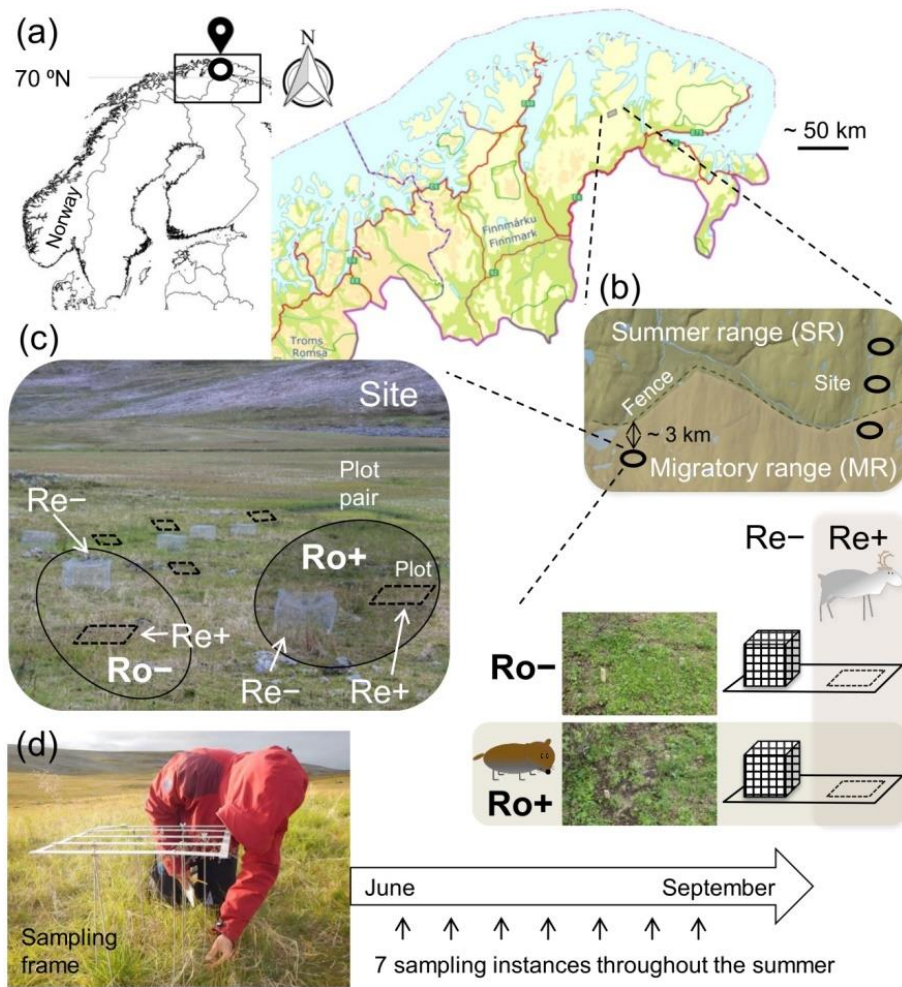 (a)
N
70 ºN
Norway
~ 50 km
Finnmárku
Finnmark
Troms
Romsa
(b)
Summer range (SR)
Site
Fence
~ 3 km
Migratory range (MR)
(c)
Site
Plot
pair
Re−
Ro+
Plot
Re+
Ro−
Re−
Re+
Re−
Re+
Ro−
Ro+
(d)
Sampling
frame
June
September
7 sampling instances throughout the summer